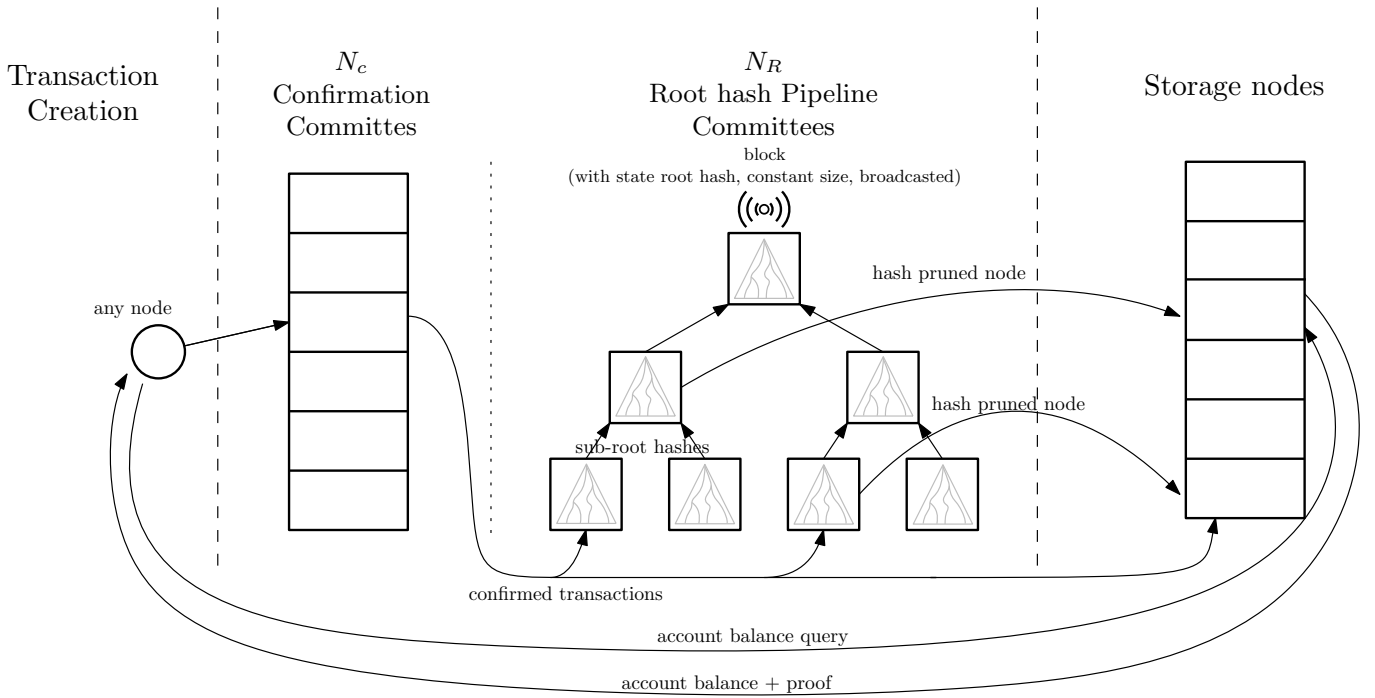 Transaction
Creation
N_c
Confirmation
Committes
N_R
Root hash Pipeline
Committees
Storage nodes
block
(with state root hash, constant size, broadcasted)
hash pruned node
any node
hash pruned node
sub-root hashes
confirmed transactions
account balance query
account balance + proof